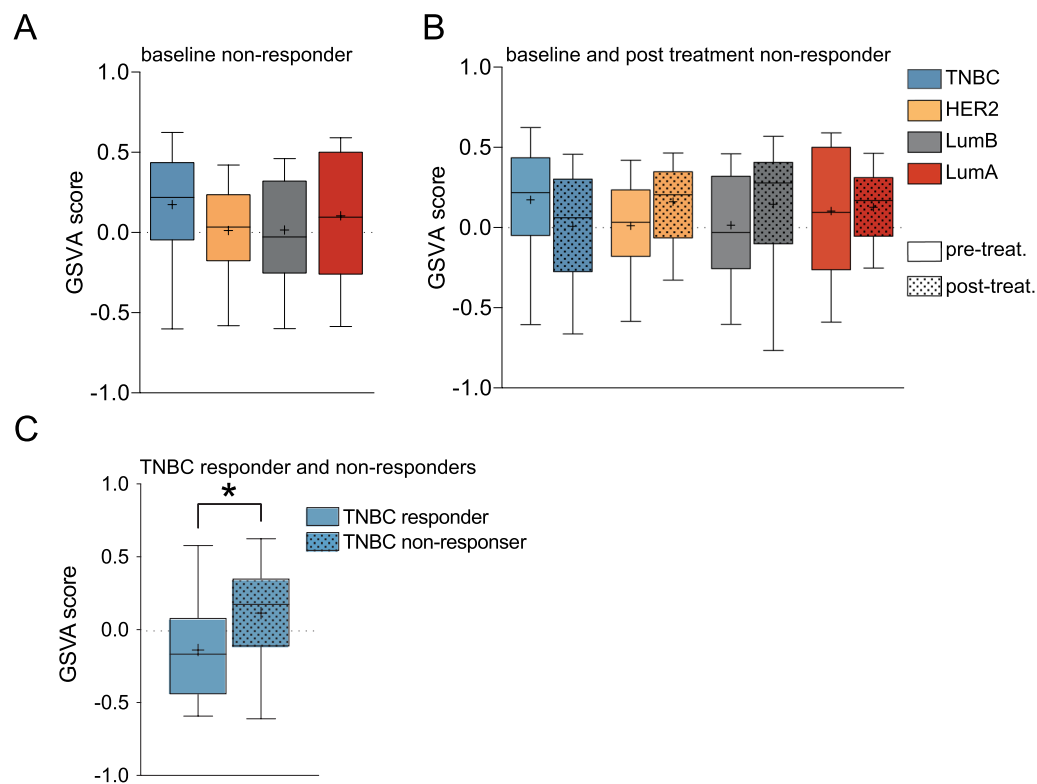 A
baseline non-responder
1.0
0.5
0.0
-0.5
-1.0
GSVA score
B
baseline and post treatment non-responder
1.0
0.5
0.0
-0.5
-1.0
GSVA score
TNBC
HER2
LumB
LumA
pre-treat.
post-treat.
C
TNBC responder and non-responders
1.0
0.5
0.0
-0.5
-1.0
GSVA score
*
TNBC responder
TNBC non-responser